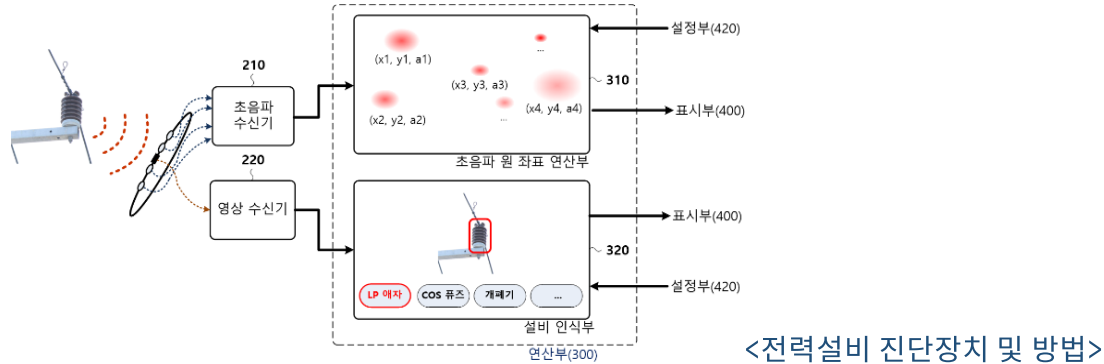 설정부(420)
(x1, y1, a1)
...
210
310
(x3, y3, a3)
초음파
수신기
(x4, y4, a4)
표시부(400)
(x2, y2, a2)
...
초음파 원 좌표 연산부
220
영상 수신기
표시부(400)
320
설정부(420)
LP 애자
COS 퓨즈
개폐기
...
설비 인식부
연산부(300)
<전력설비 진단장치 및 방법>